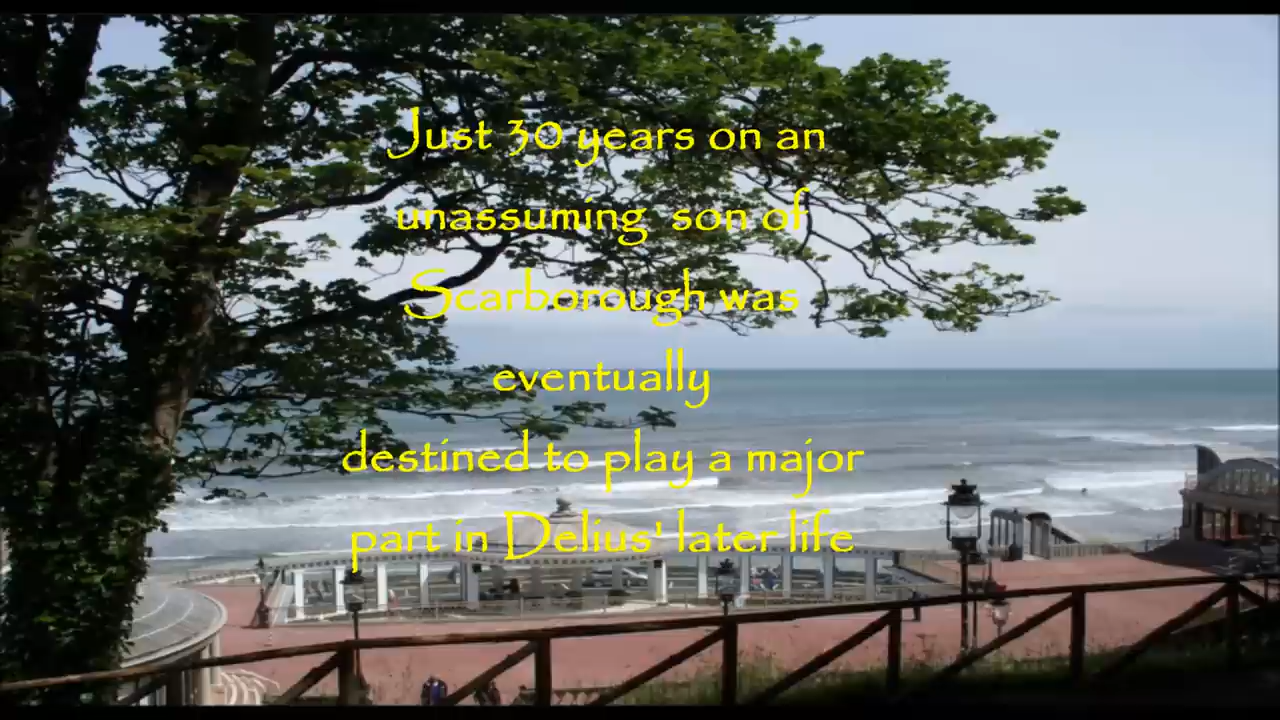 Just 30 years on an
unassuming son of
Scarborough was
eventually
destined to play a major
part in Delius' later life